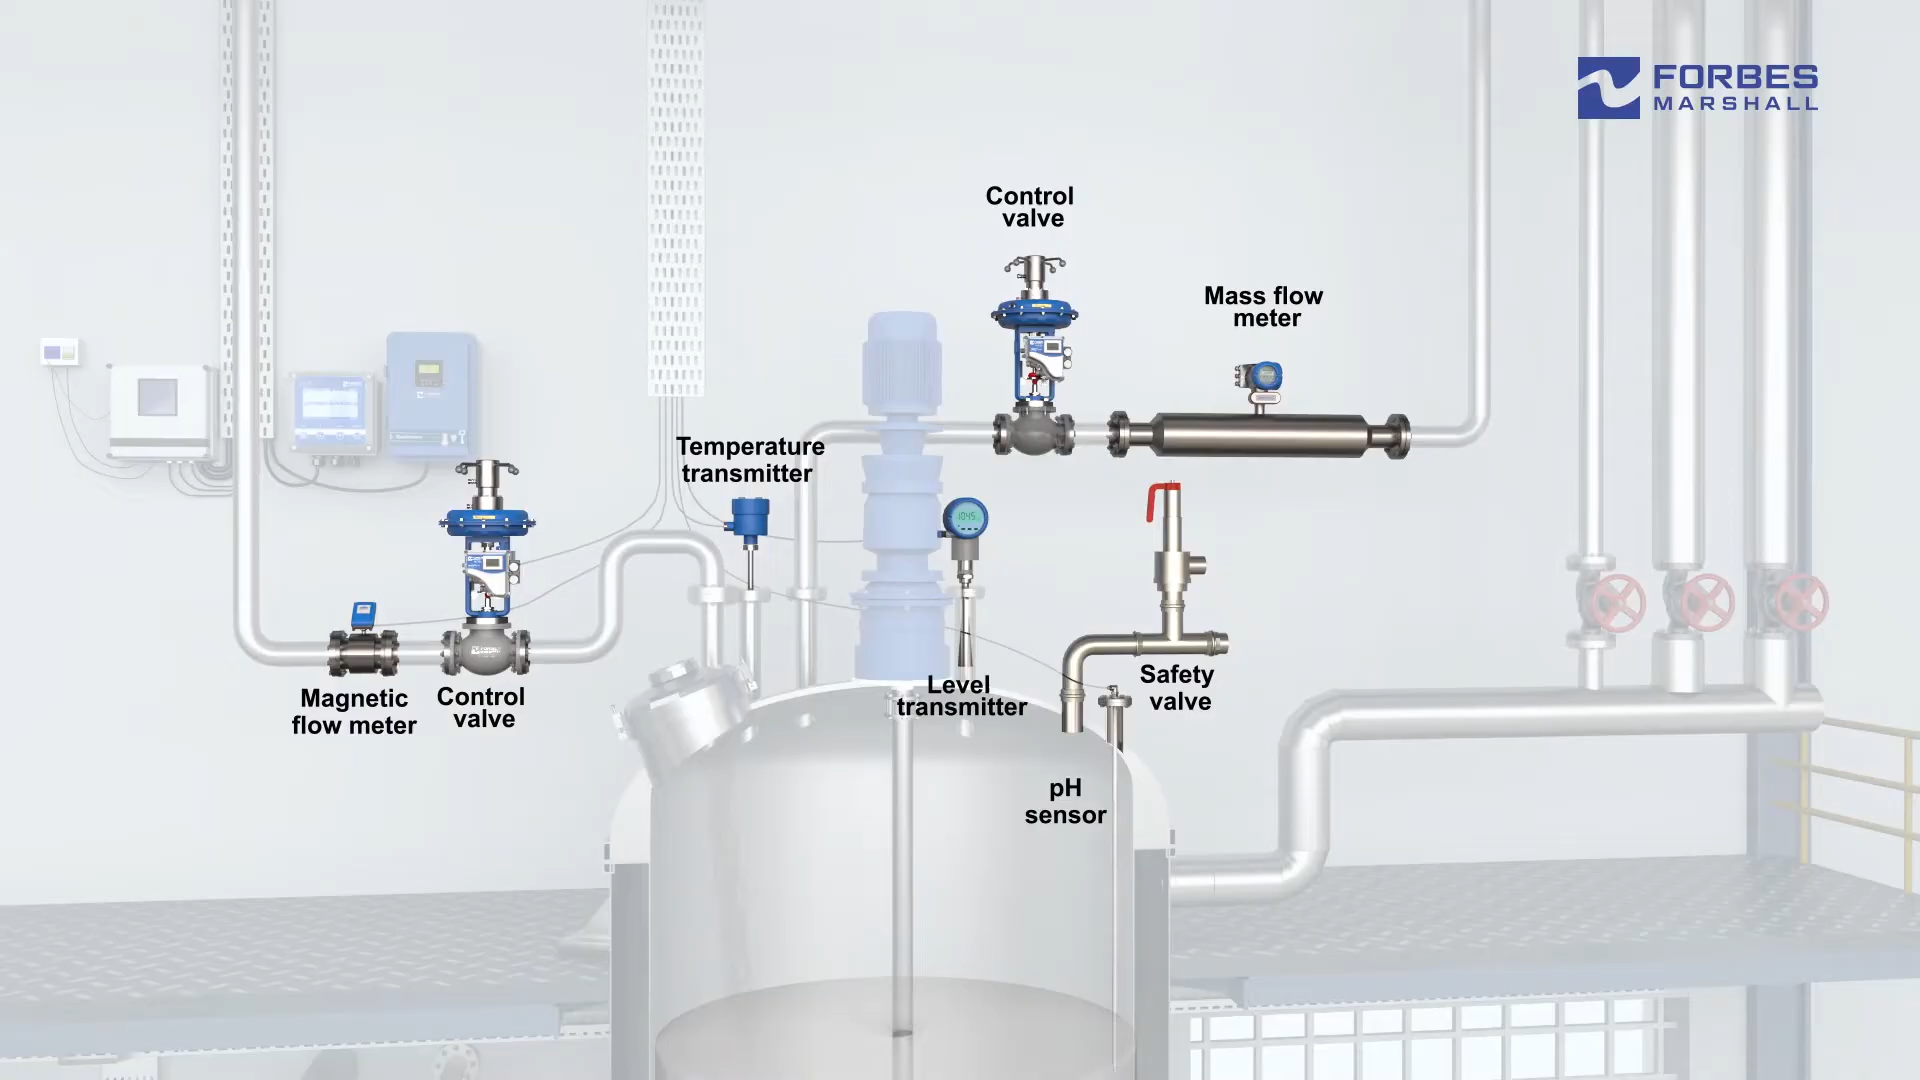 FORBES
MARSHALL
Control
valve
Mass flow
meter
Temperature
transmitter
1045
Level
transmitter
Safety
valve
Magnetic
flow meter
Control
valve
pH
sensor